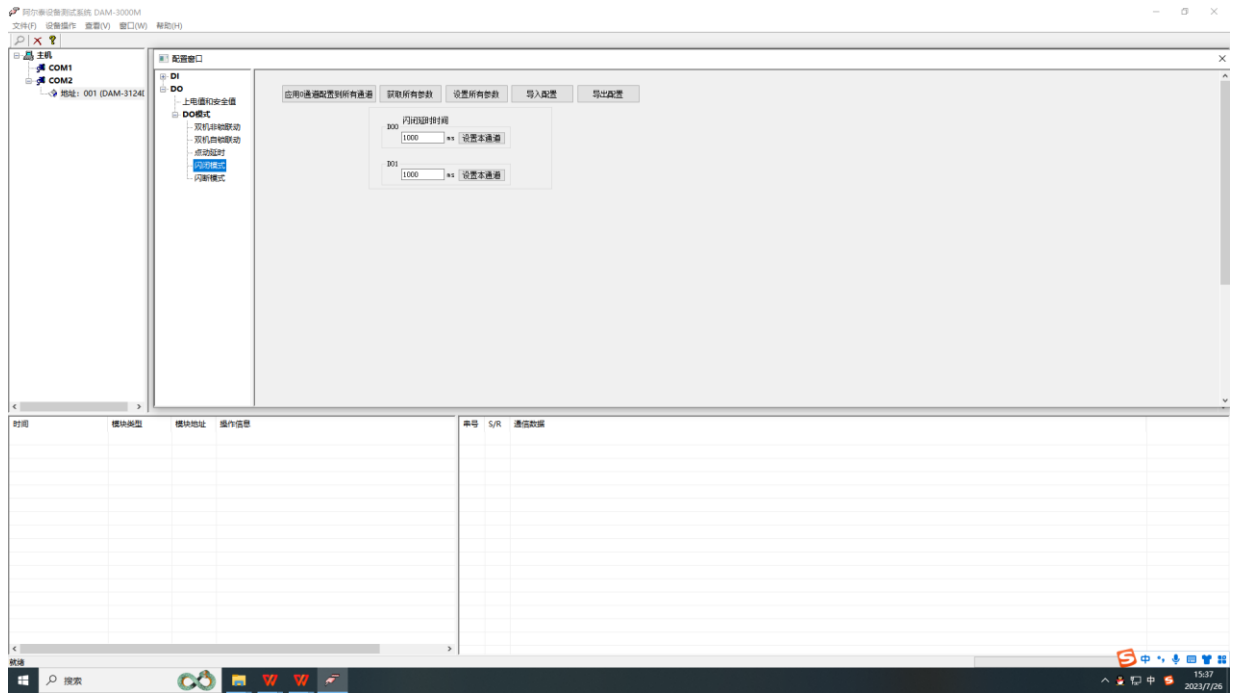 阿尔泰设备测试系统 DAM-3000M
文件(F) 设备操作 查看(V) 窗口(W) 帮助(H)
主机
COM1
COM2
地址：001 (DAM-3124(
配置窗口
DI
DO
上电值和安全值
DO模式
双机非轴联动
双机自轴联动
点动延时
闪闭模式
闪断模式
应用0通道配置到所有通道 获取所有参数 设置所有参数 导入配置 导出配置
闪闭延时时间
DO0
1000 ms 设置本通道
DO1
1000 ms 设置本通道
时间 模块类型 模块地址 操作信息
串号 S/R 通信数据
就绪
中
搜索
中
15:37
2023/7/26